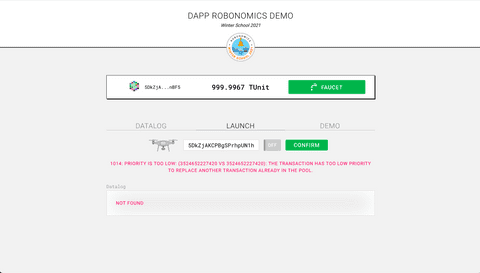 DAPP ROBONOMICS DEMO
Winter School 2021
5DkZjA...nBF5
999.9967 TUnit
FAUCET
DATALOG
LAUNCH
DEMO
5DkZjAKCPBgSPrhpUN1h
OFF
CONFIRM
1014: PRIORITY IS TOO LOW: (3524652227420 VS 3524652227420): THE TRANSACTION HAS TOO LOW PRIORITY
TO REPLACE ANOTHER TRANSACTION ALREADY IN THE POOL.
Datalog
NOT FOUND